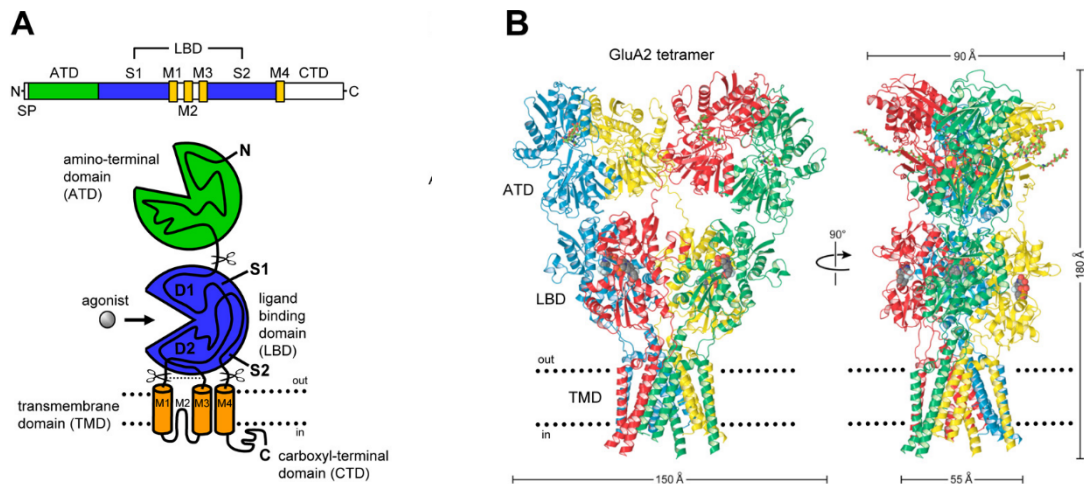 A
LBD
ATD S1 M1 M3 S2 M4 CTD
N C
SP M2
amino-terminal
domain
(ATD)
N
S1
D1
agonist
ligand
binding
domain
(LBD)
D2
S2
out
M1 M2 M3 M4
transmembrane
domain (TMD)
in
C
carboxyl-terminal
domain (CTD)
B
GluA2 tetramer
90 Å
ATD
90°
180 Å
LBD
out
TMD
in
150 Å
55 Å